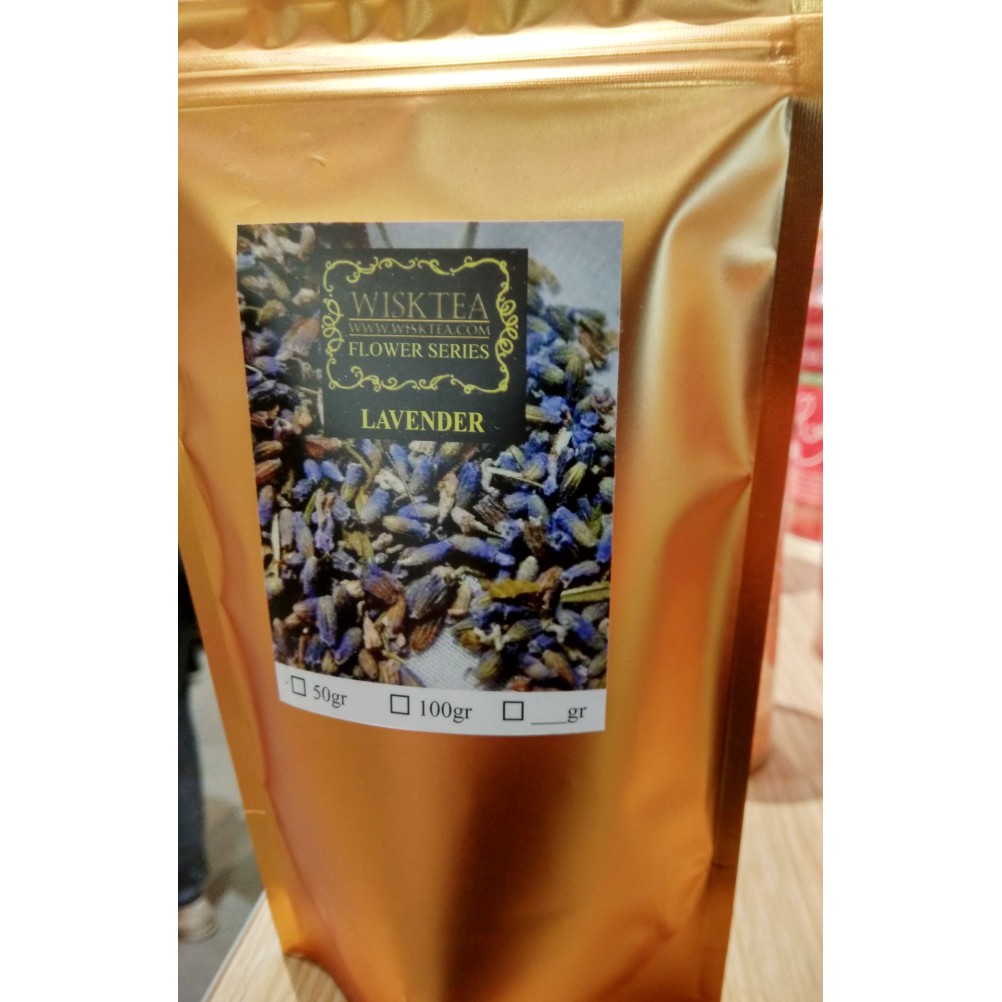 WISKTEA
WWW.WISKTEA.COM
FLOWER SERIES
LAVENDER
50gr 100gr ___gr